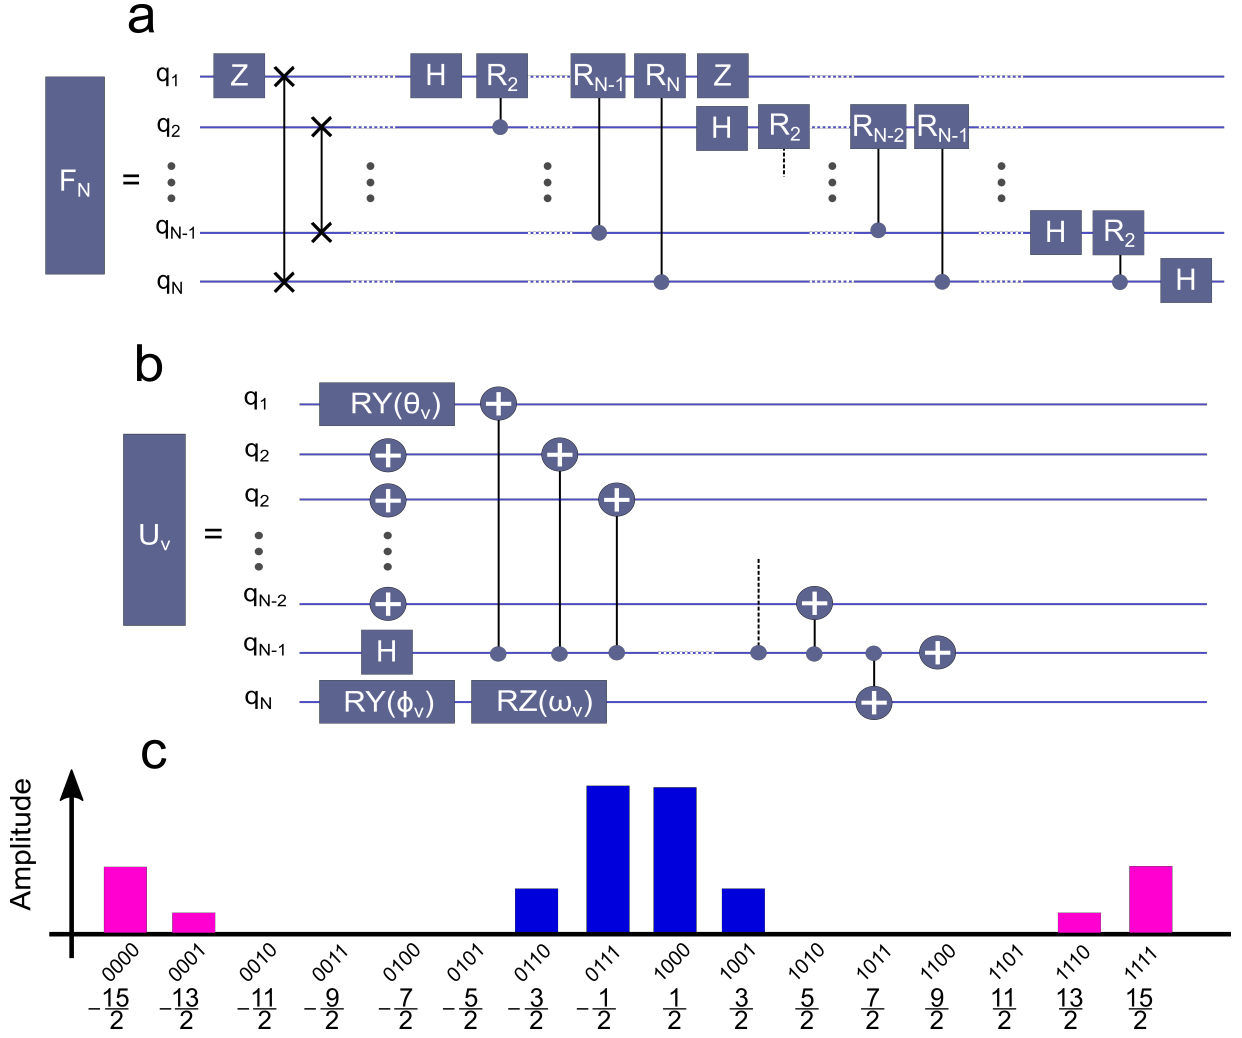 a
q1 Z H R2 RN-1 RN Z
q2 H R2 RN-2 RN-1
FN =
qN-1 H R2
qN H
b
q1 RY(θv)
q2
q2
Uv =
qN-2
qN-1 H
qN RY(ϕv) RZ(ωv)
c
Amplitude
0000 0001 0010 0011 0100 0101 0110 0111 1000 1001 1010 1011 1100 1101 1110 1111
-15/2 -13/2 -11/2 -9/2 -7/2 -5/2 -3/2 -1/2 1/2 3/2 5/2 7/2 9/2 11/2 13/2 15/2